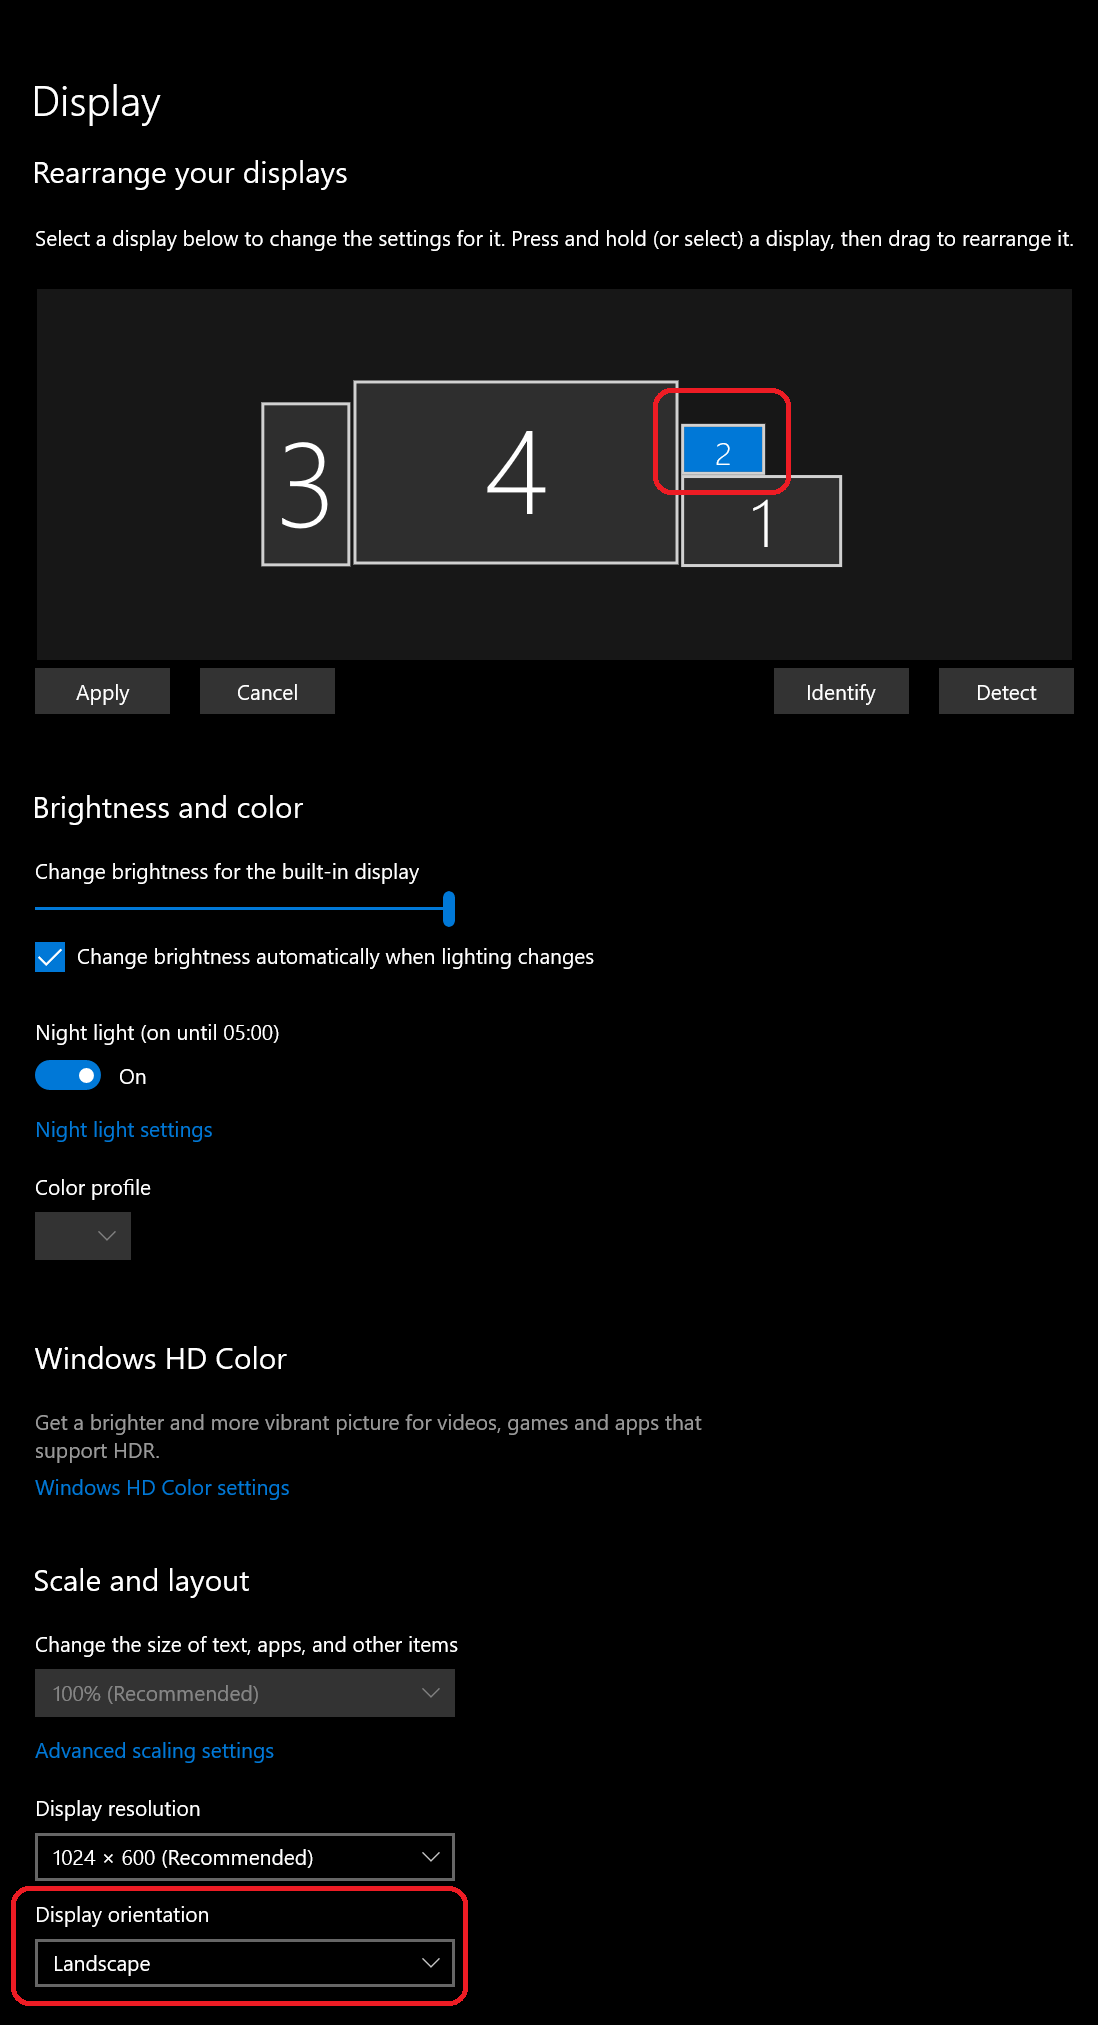 Display
Rearrange your displays
Select a display below to change the settings for it. Press and hold (or select) a display, then drag to rearrange it.
3
4
2
1
Apply
Cancel
Identify
Detect
Brightness and color
Change brightness for the built-in display
Change brightness automatically when lighting changes
Night light (on until 05:00)
On
Night light settings
Color profile
Windows HD Color
Get a brighter and more vibrant picture for videos, games and apps that
support HDR.
Windows HD Color settings
Scale and layout
Change the size of text, apps, and other items
100% (Recommended)
Advanced scaling settings
Display resolution
1024 × 600 (Recommended)
Display orientation
Landscape